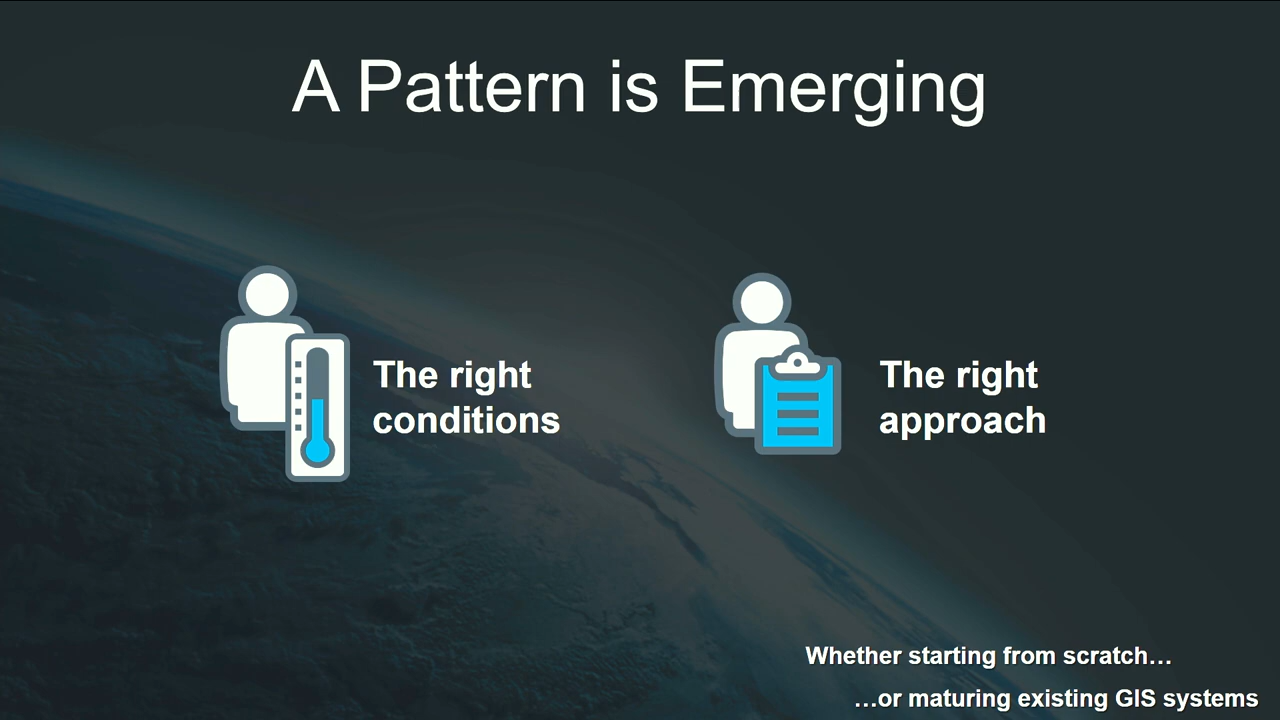 A Pattern is Emerging
The right
conditions
The right
approach
Whether starting from scratch…
…or maturing existing GIS systems